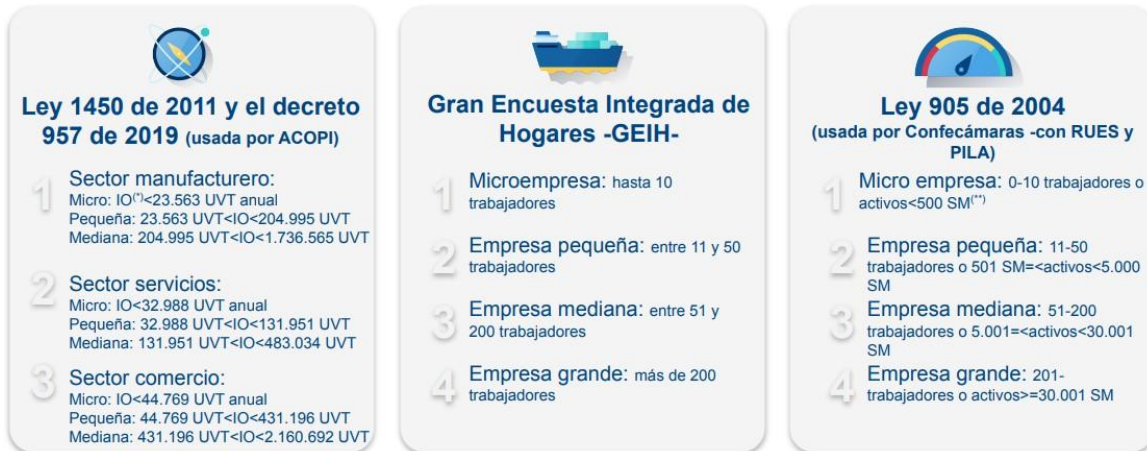 Ley 1450 de 2011 y el decreto
957 de 2019 (usada por ACOPI)
1
Sector manufacturero:
Micro: IO(*)<23.563 UVT anual
Pequeña: 23.563 UVT<IO<204.995 UVT
Mediana: 204.995 UVT<IO<1.736.565 UVT
2
Sector servicios:
Micro: IO<32.988 UVT anual
Pequeña: 32.988 UVT<IO<131.951 UVT
Mediana: 131.951 UVT<IO<483.034 UVT
3
Sector comercio:
Micro: IO<44.769 UVT anual
Pequeña: 44.769 UVT<IO<431.196 UVT
Mediana: 431.196 UVT<IO<2.160.692 UVT
Gran Encuesta Integrada de
Hogares -GEIH-
1
Microempresa: hasta 10
trabajadores
2
Empresa pequeña: entre 11 y 50
trabajadores
3
Empresa mediana: entre 51 y
200 trabajadores
4
Empresa grande: más de 200
trabajadores
Ley 905 de 2004
(usada por Confecámaras -con RUES y
PILA)
1
Micro empresa: 0-10 trabajadores o
activos<500 SM(**)
2
Empresa pequeña: 11-50
trabajadores o 501 SM=<activos<5.000
SM
3
Empresa mediana: 51-200
trabajadores o 5.001=<activos<30.001
SM
4
Empresa grande: 201-
trabajadores o activos>=30.001 SM